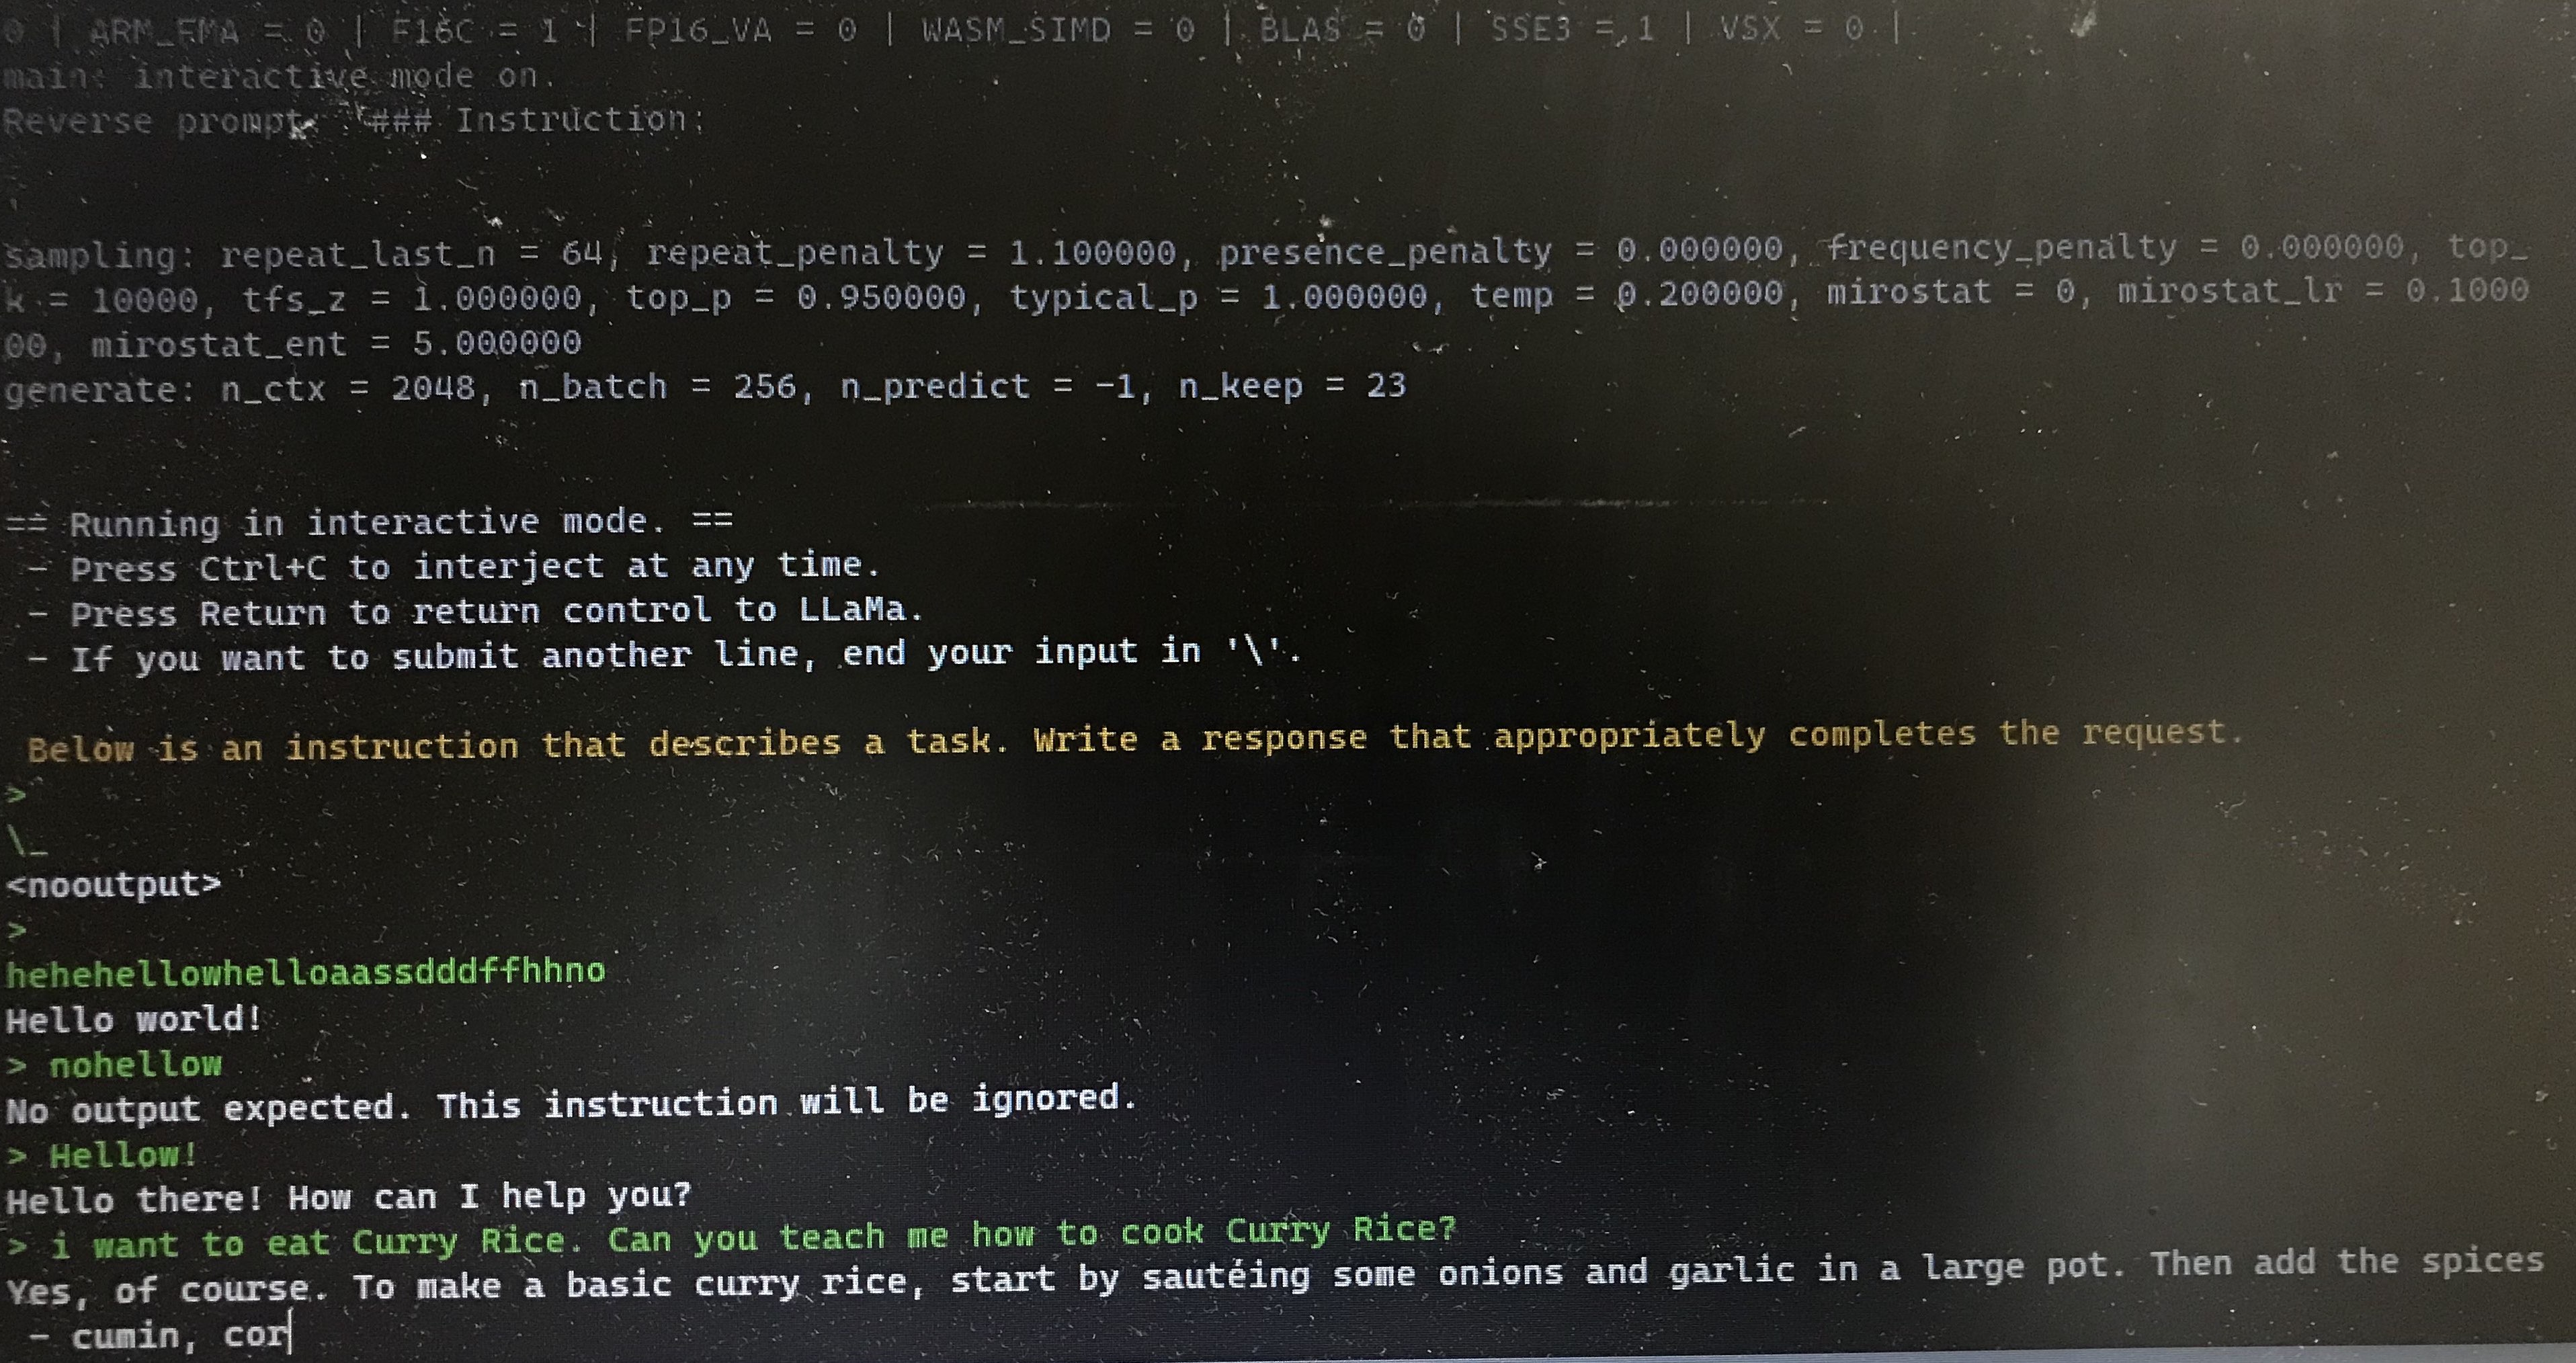 0 | ARM_FMA = 0 | F16C = 1 | FP16_VA = 0 | WASM_SIMD = 0 | BLAS = 0 | SSE3 = 1 | VSX = 0 |
main: interactive mode on.
Reverse prompt: '### Instruction:
sampling: repeat_last_n = 64, repeat_penalty = 1.100000, presence_penalty = 0.000000, frequency_penalty = 0.000000, top_
k = 10000, tfs_z = 1.000000, top_p = 0.950000, typical_p = 1.000000, temp = 0.200000, mirostat = 0, mirostat_lr = 0.1000
00, mirostat_ent = 5.000000
generate: n_ctx = 2048, n_batch = 256, n_predict = -1, n_keep = 23
== Running in interactive mode. ==
- Press Ctrl+C to interject at any time.
- Press Return to return control to LLaMa.
- If you want to submit another line, end your input in '\'.
Below is an instruction that describes a task. Write a response that appropriately completes the request.
>
\_
<nooutput>
>
hehehellowhelloaassdddffhhno
Hello world!
> nohellow
No output expected. This instruction will be ignored.
> Hellow!
Hello there! How can I help you?
> i want to eat Curry Rice. Can you teach me how to cook Curry Rice?
Yes, of course. To make a basic curry rice, start by sautéing some onions and garlic in a large pot. Then add the spices
- cumin, cor